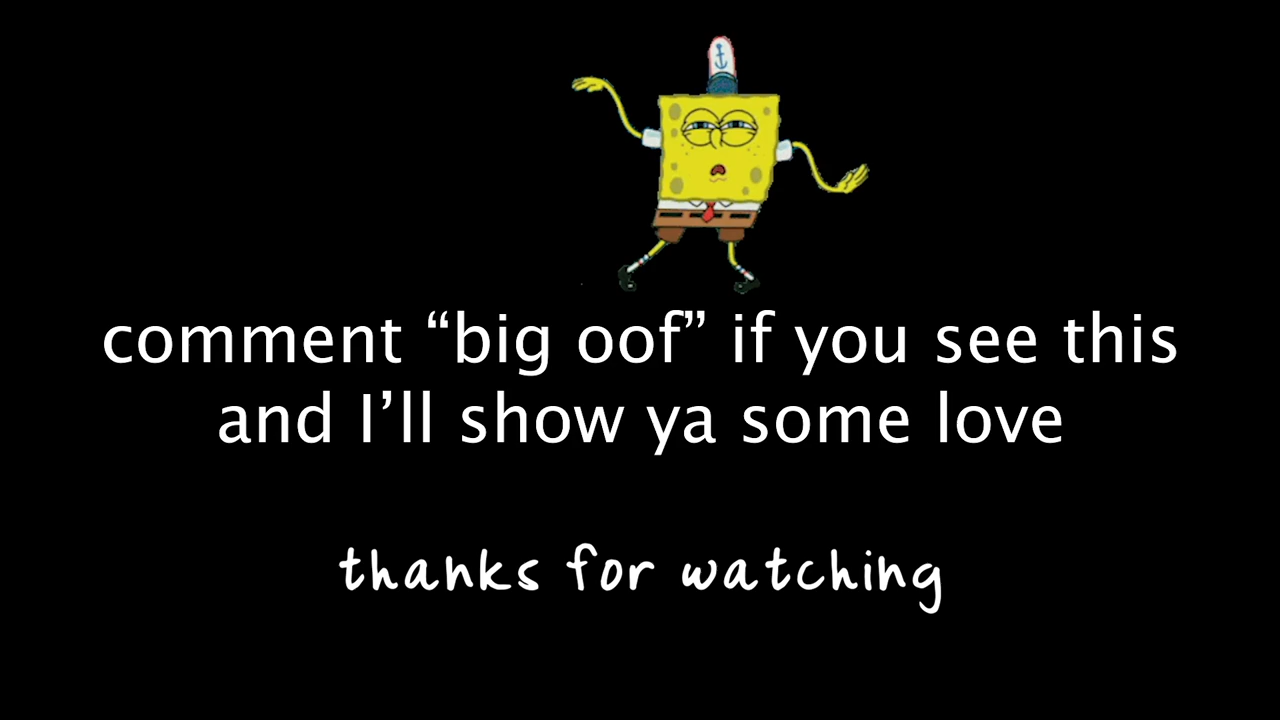 comment “big oof” if you see this
and I’ll show ya some love
thanks for watching